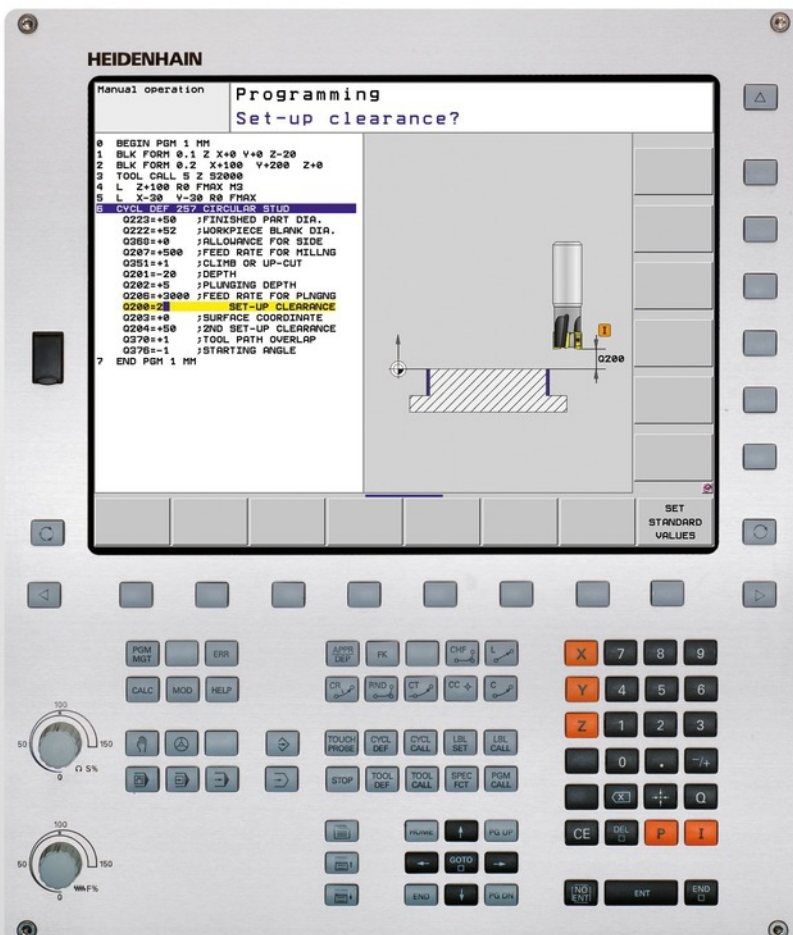 HEIDENHAIN
Manual operation
Programming
Set-up clearance?
0 BEGIN PGM 1 MM
1 BLK FORM 0.1 Z X+0 Y+0 Z-20
2 BLK FORM 0.2 X+100 Y+200 Z+0
3 TOOL CALL 5 Z S2000
4 L Z+100 R0 FMAX M3
5 L X-30 Y-30 R0 FMAX
6 CYCL DEF 257 CIRCULAR STUD
Q223=+50 ;FINISHED PART DIA.
Q222=+52 ;WORKPIECE BLANK DIA.
Q368=+0 ;ALLOWANCE FOR SIDE
Q207=+500 ;FEED RATE FOR MILLNG
Q351=+1 ;CLIMB OR UP-CUT
Q201=-20 ;DEPTH
Q202=+5 ;PLUNGING DEPTH
Q206=+3000 ;FEED RATE FOR PLNGNG
Q200=2 SET-UP CLEARANCE
Q203=+0 ;SURFACE COORDINATE
Q204=+50 ;2ND SET-UP CLEARANCE
Q370=+1 ;TOOL PATH OVERLAP
Q376=-1 ;STARTING ANGLE
7 END PGM 1 MM
I
Q200
SET
STANDARD
VALUES
PGM MGT ERR
APPR DEP FK CHF L
X 7 8 9
CALC MOD HELP
CR RND CT CC C
Y 4 5 6
100
50 150
0 S%
TOUCH PROBE CYCL DEF CYCL CALL LBL SET LBL CALL
Z 1 2 3
0 . -/+
STOP TOOL DEF TOOL CALL SPEC FCT PGM CALL
X Q
100
50 150
0 F%
HOME PG UP
CE DEL P I
GOTO
END PG DN
NO ENT ENT END